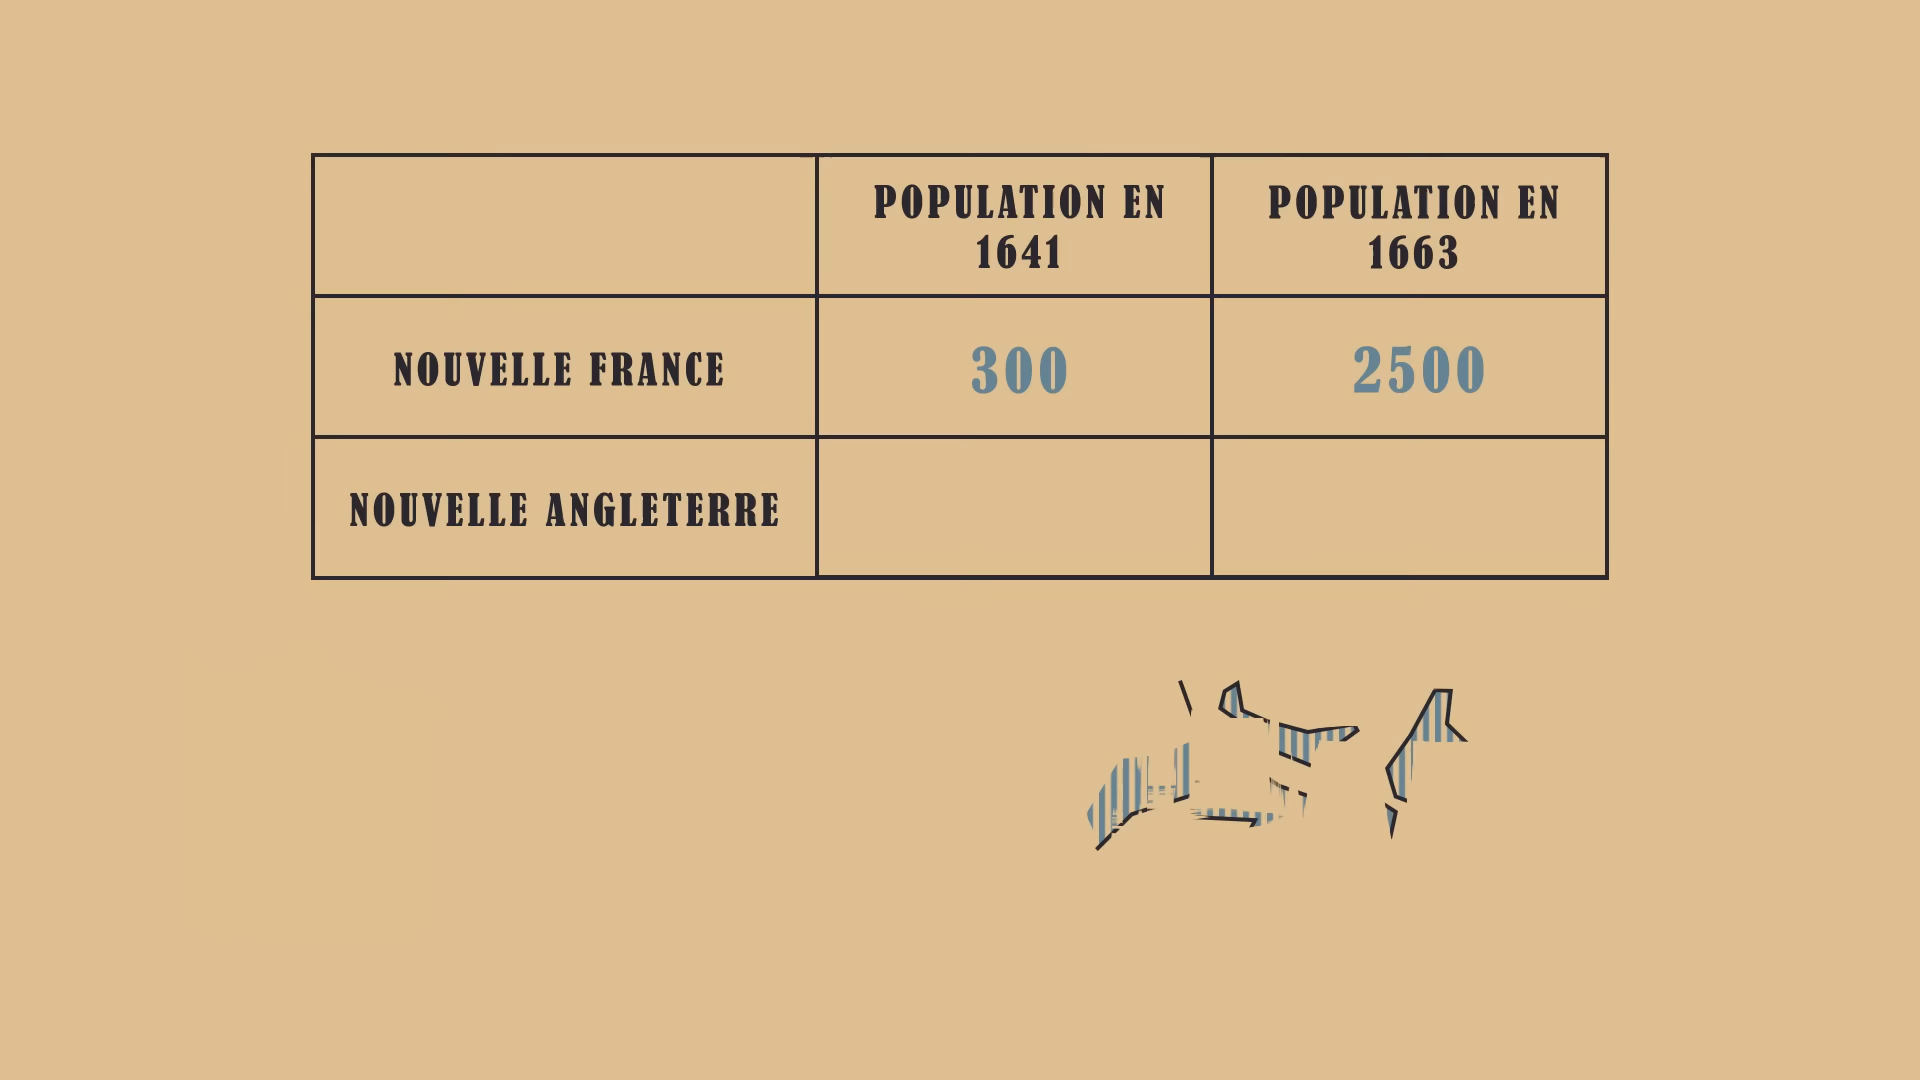 POPULATION EN
1641
POPULATION EN
1663
NOUVELLE FRANCE
300
2500
NOUVELLE ANGLETERRE